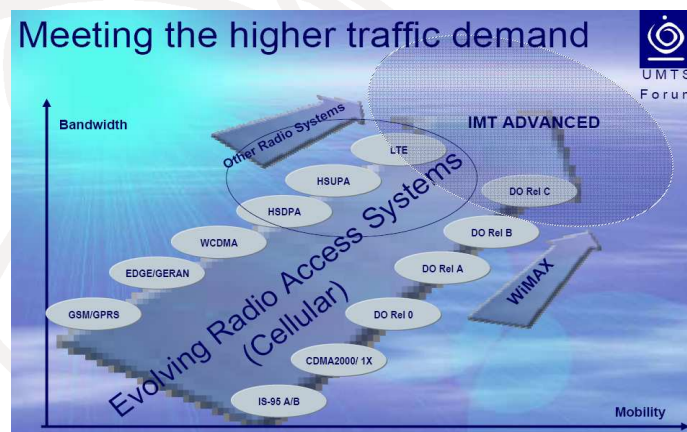 Meeting the higher traffic demand
UMTS
Forum
Bandwidth
Other Radio Systems
IMT ADVANCED
LTE
HSUPA
DO Rel C
HSDPA
DO Rel B
WCDMA
EDGE/GERAN
DO Rel A
WiMAX
GSM/GPRS
DO Rel 0
Evolving Radio Access Systems
(Cellular)
CDMA2000/ 1X
IS-95 A/B
Mobility